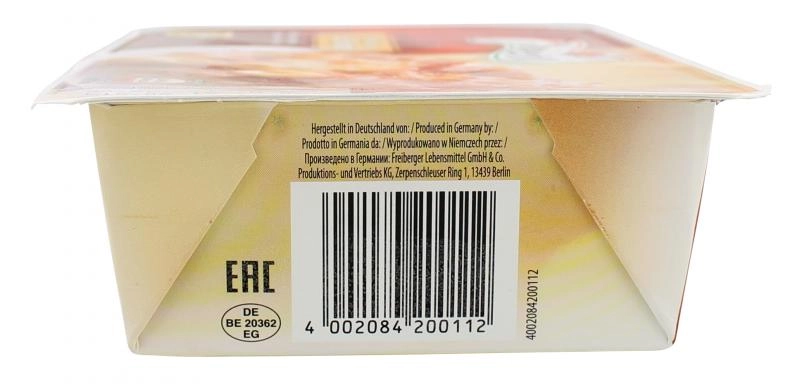 Hergestellt in Deutschland von: / Produced in Germany by: /
Prodotto in Germania da: / Wyprodukowano w Niemczech przez: /
Произведено в Германии: Freiberger Lebensmittel GmbH & Co.
Produktions- und Vertriebs KG, Zerpenschleuser Ring 1, 13439 Berlin
EAC
DE
BE 20362
EG
4 002084 200112
4002084200112